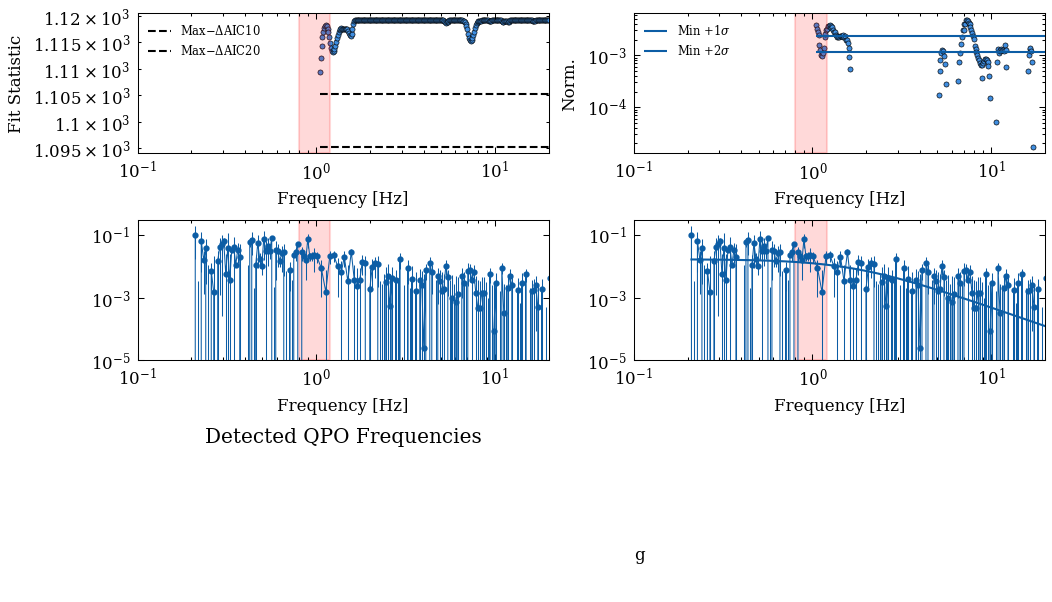 Fit Statistic
1.12 × 10³
1.115 × 10³
1.11 × 10³
1.105 × 10³
1.1 × 10³
1.095 × 10³
Max−ΔAIC10
Max−ΔAIC20
10⁻¹ 10⁰ 10¹
Frequency [Hz]
Norm.
10⁻³
10⁻⁴
Min +1σ
Min +2σ
10⁻¹ 10⁰ 10¹
Frequency [Hz]
10⁻¹
10⁻³
10⁻⁵
10⁻¹ 10⁰ 10¹
Frequency [Hz]
10⁻¹
10⁻³
10⁻⁵
10⁻¹ 10⁰ 10¹
Frequency [Hz]
Detected QPO Frequencies
g